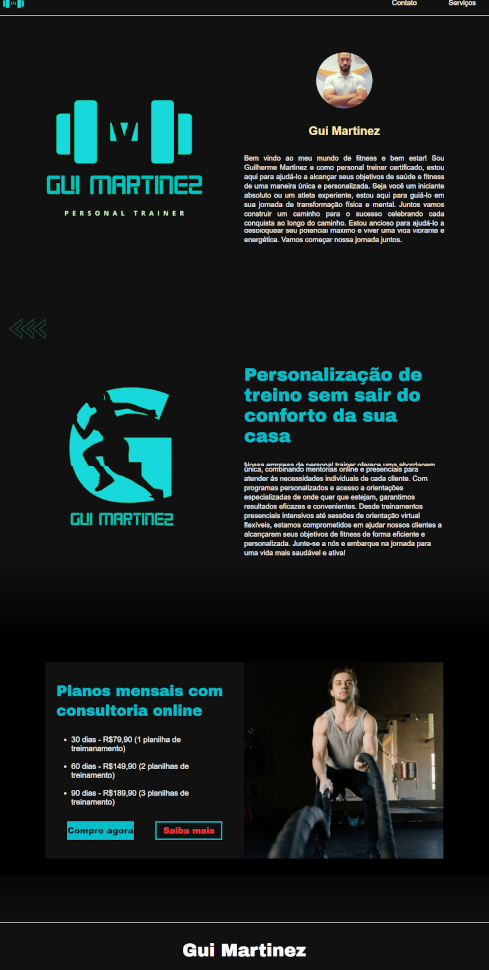 Contato Serviços
GUI MARTINEZ
PERSONAL TRAINER
Gui Martinez
Bem vindo ao meu mundo de fitness e bem estar! Sou
Guilherme Martinez e como personal treiner certificado, estou
aqui para ajudá-lo a alcançar seus objetivos de saúde e fitness
de uma maneira única e personalizada. Seja você um iniciante
absoluto ou um atleta experiente, estou aqui para guiá-lo em
sua jornada de transformação física e mental. Juntos vamos
construir um caminho para o sucesso celebrando cada
conquista ao longo do caminho. Estou ancioso para ajudá-lo a
desbloquear seu potencial máximo e viver uma vida vibrante e
energética. Vamos começar nossa jornada juntos.
Personalização de
treino sem sair do
conforto da sua
casa
GUI MARTINEZ
Nossa empresa de personal trainer oferece uma abordagem
única, combinando mentorias online e presenciais para
atender às necessidades individuais de cada cliente. Com
programas personalizados e acesso a orientações
especializadas de onde quer que estejam, garantimos
resultados eficazes e convenientes. Desde treinamentos
presenciais intensivos até sessões de orientação virtual
flexíveis, estamos comprometidos em ajudar nossos clientes a
alcançarem seus objetivos de fitness de forma eficiente e
personalizada. Junte-se a nós e embarque na jornada para
uma vida mais saudável e ativa!
Planos mensais com
consultoria online
30 dias - R$79,90 (1 planilha de
treimanamento)
60 dias - R$149,90 (2 planilhas de
treinamento)
90 dias - R$189,90 (3 planilhas de
treinamento)
Compre agora Saiba mais
Gui Martinez